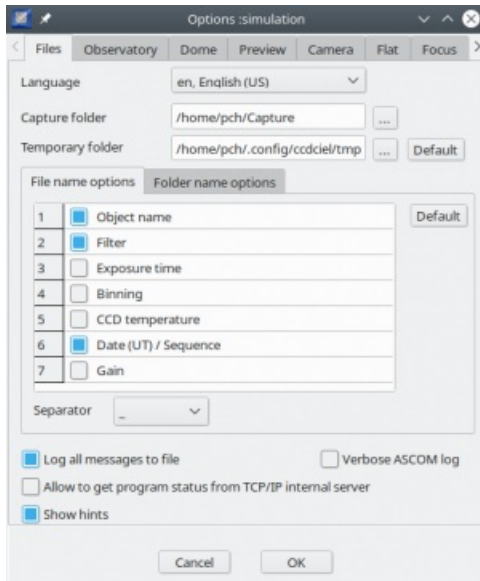 Options :simulation
Files Observatory Dome Preview Camera Flat Focus
Language en, English (US)
Capture folder /home/pch/Capture ...
Temporary folder /home/pch/.config/ccdciel/tmp ... Default
File name options Folder name options
1 Object name Default
2 Filter
3 Exposure time
4 Binning
5 CCD temperature
6 Date (UT) / Sequence
7 Gain
Separator _
Log all messages to file Verbose ASCOM log
Allow to get program status from TCP/IP internal server
Show hints
Cancel OK